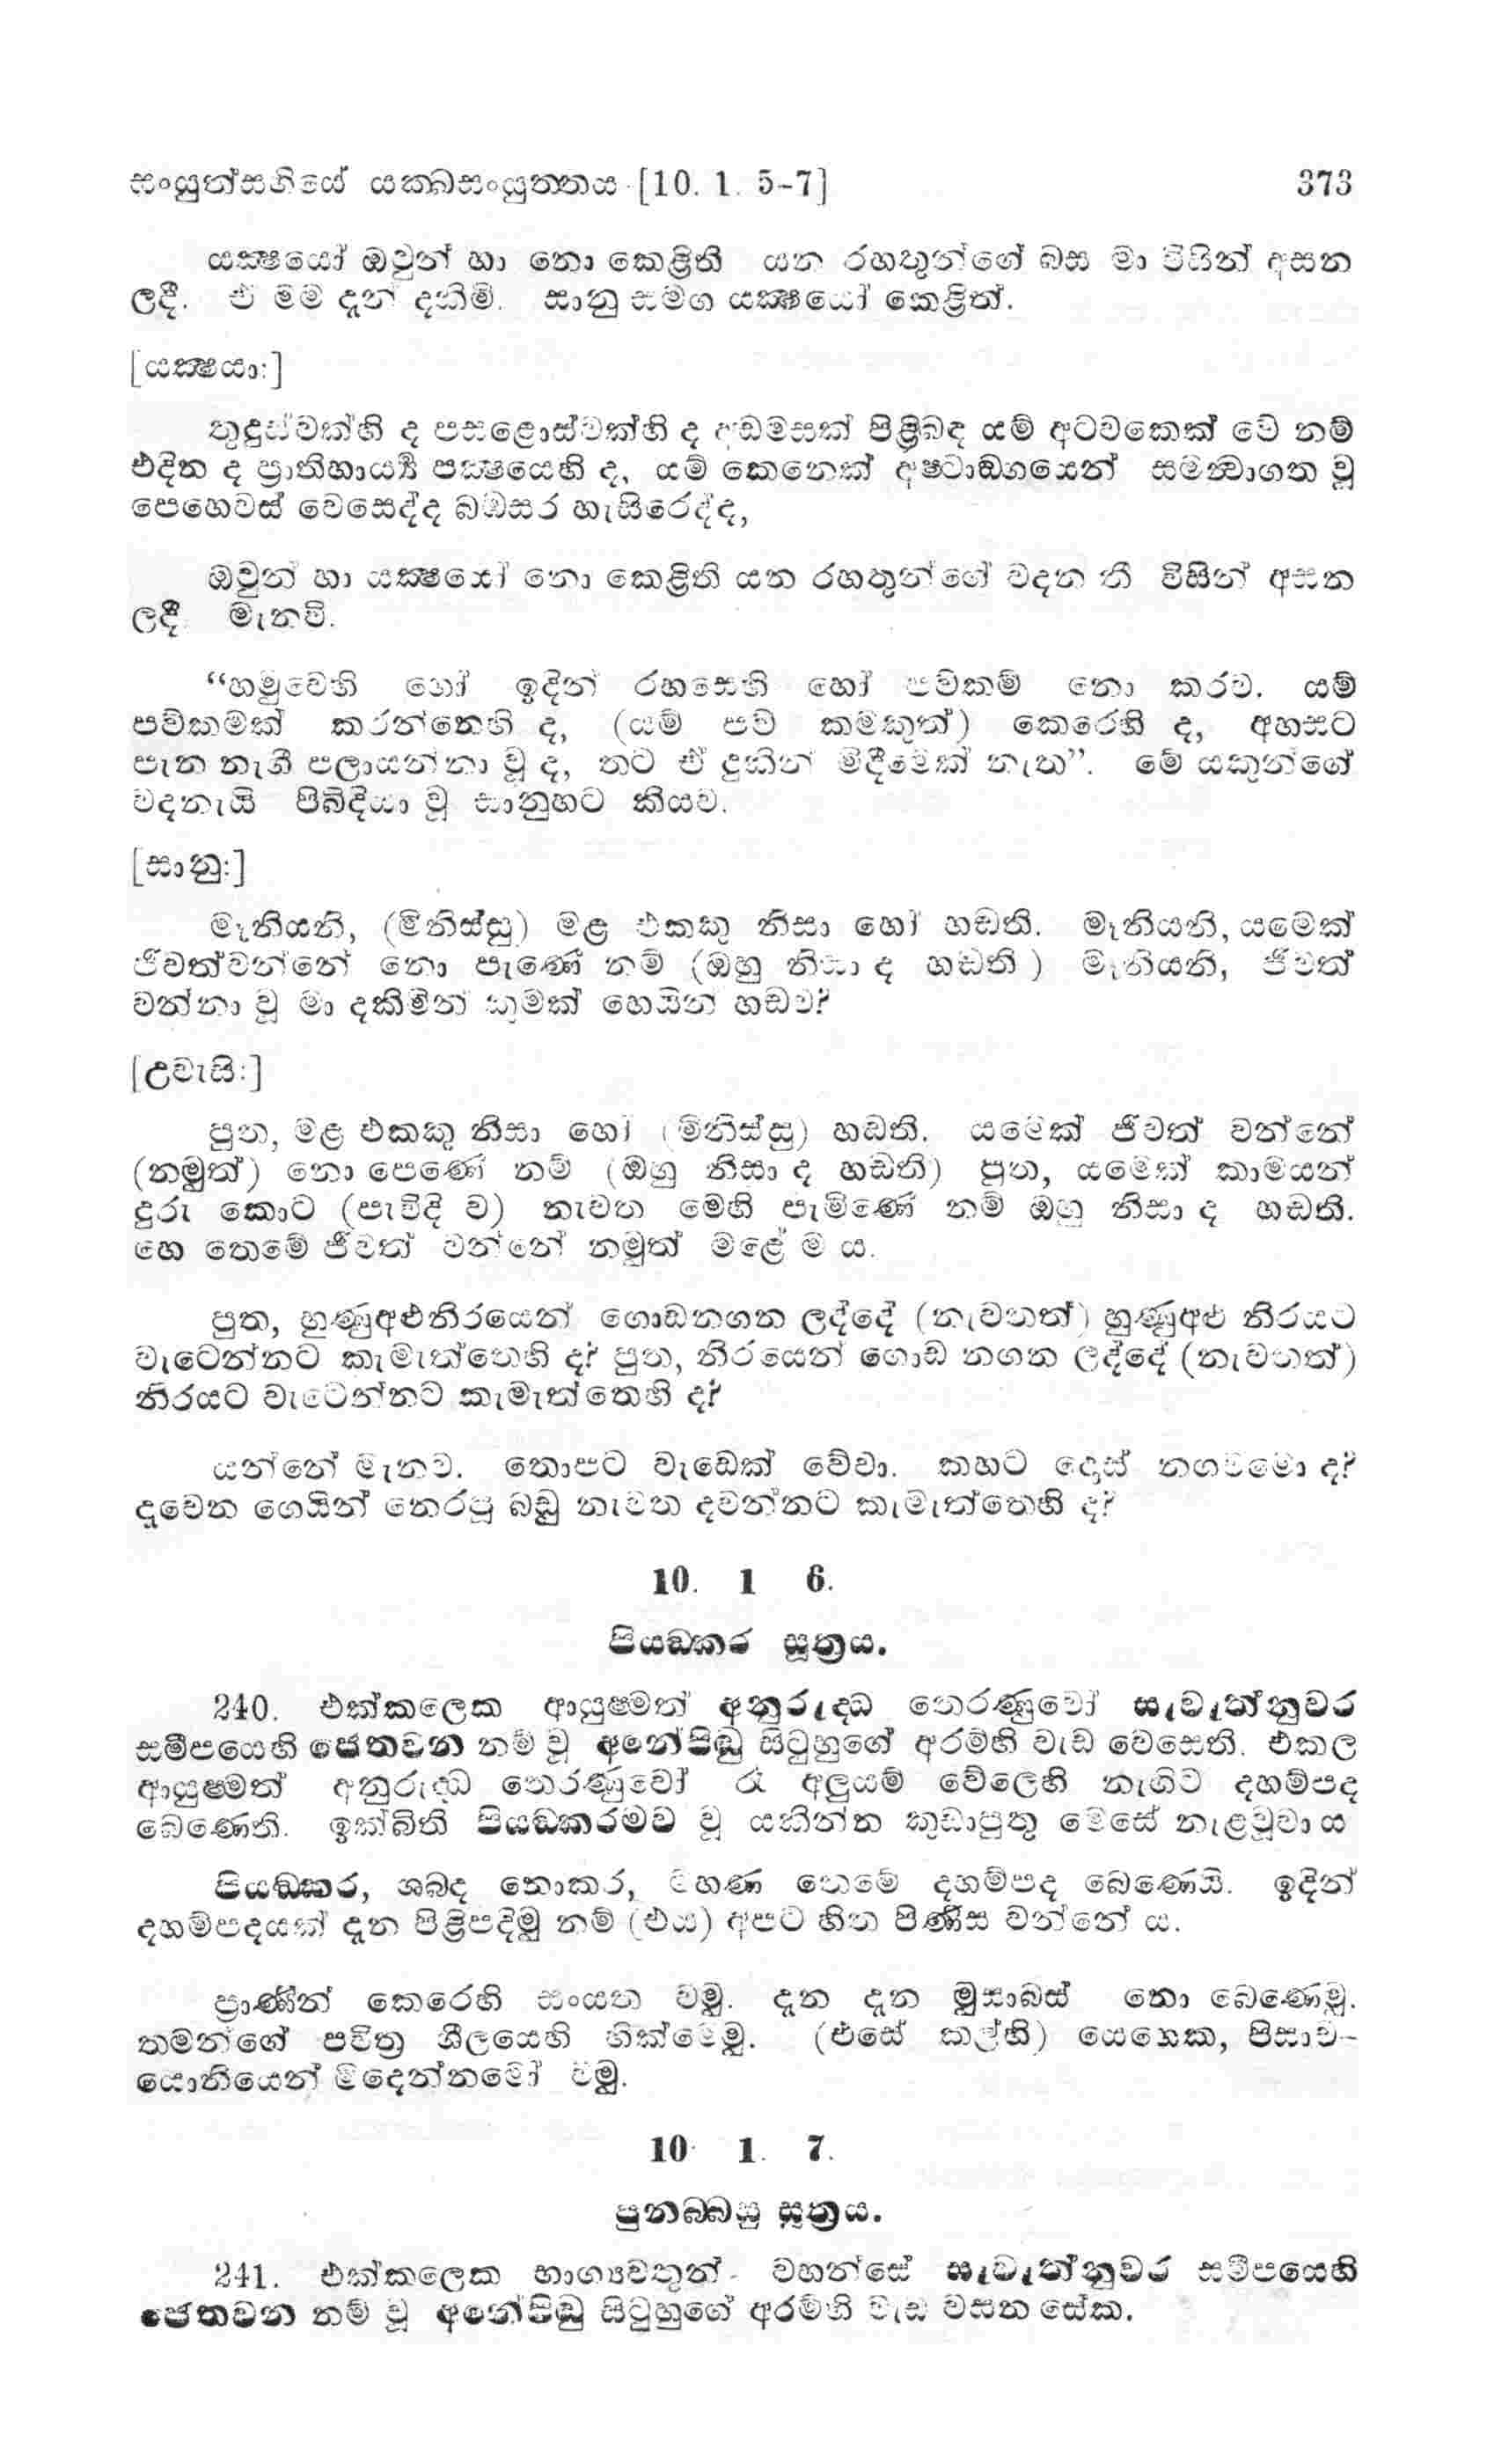 සංයුත්සඟියේ යක්ඛසංයුත්තය [10. 1. 5-7] 373
යක්ෂයෝ ඔවුන් හා නො කෙළිති යන රහතුන්ගේ බස මා විසින් අසන
ලදී. ඒ මම දැන් දකිමි. සානු සමග යක්ෂයෝ කෙළිත්.
[යක්ෂයා:]
තුදුස්වක්හි ද පසළොස්වක්හි ද අඩමසක් පිළිබඳ යම් අටවකෙක් වේ නම්
එදින ද ප්‍රාතිහාර්‍ය්‍ය පක්ෂයෙහි ද, යම් කෙනෙක් අෂ්ටාඞ්ගයෙන් සමන්වාගත වූ
පෙහෙවස් වෙසෙද්ද බඹසර හැසිරෙද්ද,
ඔවුන් හා යක්ෂයෝ නො කෙළිති යන රහතුන්ගේ වදන තී විසින් අසන
ලදී මැනවි.
“හමුවෙහි හෝ ඉදින් රහසෙහි හෝ පව්කම් නො කරව. යම්
පව්කමක් කරන්නෙහි ද, (යම් පව් කමකුත්) කෙරෙහි ද, අහසට
පැන නැගී පලායන්නා වූ ද, තට ඒ දුකින් මිදීමෙක් නැත”. මේ යකුන්ගේ
වදනැයි පිබිදියා වූ සානුහට කියව.
[සානු:]
මෑනියනි, (මිනිස්සු) මළ එකකු නිසා හෝ හඬති. මෑනියනි, යමෙක්
ජීවත්වන්නේ නො පැණේ නම් (ඔහු නිසා ද හඬති) මෑනියනි, ජීවත්
වන්නා වූ මා දකිමින් කුමක් හෙයින් හඬව?
[උවැසි:]
පුත, මළ එකකු නිසා හෝ (මිනිස්සු) හඬති. යමෙක් ජීවත් වන්නේ
(නමුත්) නො පෙණේ නම් (ඔහු නිසා ද හඬති) පුත, යමෙක් කාමයන්
දුරු කොට (පැවිදි ව) නැවත මෙහි පැමිණේ නම් ඔහු නිසා ද හඬති.
හෙ තෙමේ ජීවත් වන්නේ නමුත් මළේ ම ය.
පුත, හුණුඅළුනිරයෙන් ගොඩනගන ලද්දේ (නැවතත්) හුණුඅළු නිරයට
වැටෙන්නට කැමැත්තෙහි ද? පුත, නිරයෙන් ගොඩ නගන ලද්දේ (නැවතත්)
නිරයට වැටෙන්නට කැමැත්තෙහි ද?
යන්නේ මැනව. තොපට වැඩෙක් වේවා. කහට දොස් නගමමො ද?
දැවෙන ගෙයින් නෙරපූ බඩු නැවත දවන්නට කැමැත්තෙහි ද?
10. 1 6.
පියඞ්කර සූත්‍රය.
240. එක්කලෙක ආයුෂ්මත් අනුරුද්ධ තෙරණුවෝ සැවැත්නුවර
සමීපයෙහි ජෙතවන නම් වූ අනේපිඬු සිටුහුගේ අරම්හි වැඩ වෙසෙති. එකල
ආයුෂ්මත් අනුරුද්ධ තෙරණුවෝ රෑ අලුයම් වේලෙහි නැඟිට දහම්පද
බෙණෙති. ඉක්බිති පියඞ්කරමව වූ යකින්න කුඩාපුතු මෙසේ නැළවූවා ය
පියඞ්කර, ශබ්ද නොකර, මහණ තෙමේ දහම්පද බෙණෙයි. ඉදින්
දහම්පදයක් දැන පිළිපදිමු නම් (එය) අපට හිත පිණිස වන්නේ ය.
ප්‍රාණීන් කෙරෙහි සංයත වමු. දැන දැන මුසාබස් නො බෙණෙමු.
තමන්ගේ පවිත්‍ර ශීලයෙහි හික්මෙමු. (එසේ කල්හි) යෙහෙක, පිසාච-
යොනියෙන් මිදෙන්නමෝ වමු.
10 1. 7.
පුනබ්බසු සූත්‍රය.
241. එක්කලෙක භාග්‍යවතුන් වහන්සේ සැවැත්නුවර සමීපයෙහි
ජෙතවන නම් වූ අනේපිඬු සිටුහුගේ අරම්හි වැඩ වසන සේක.